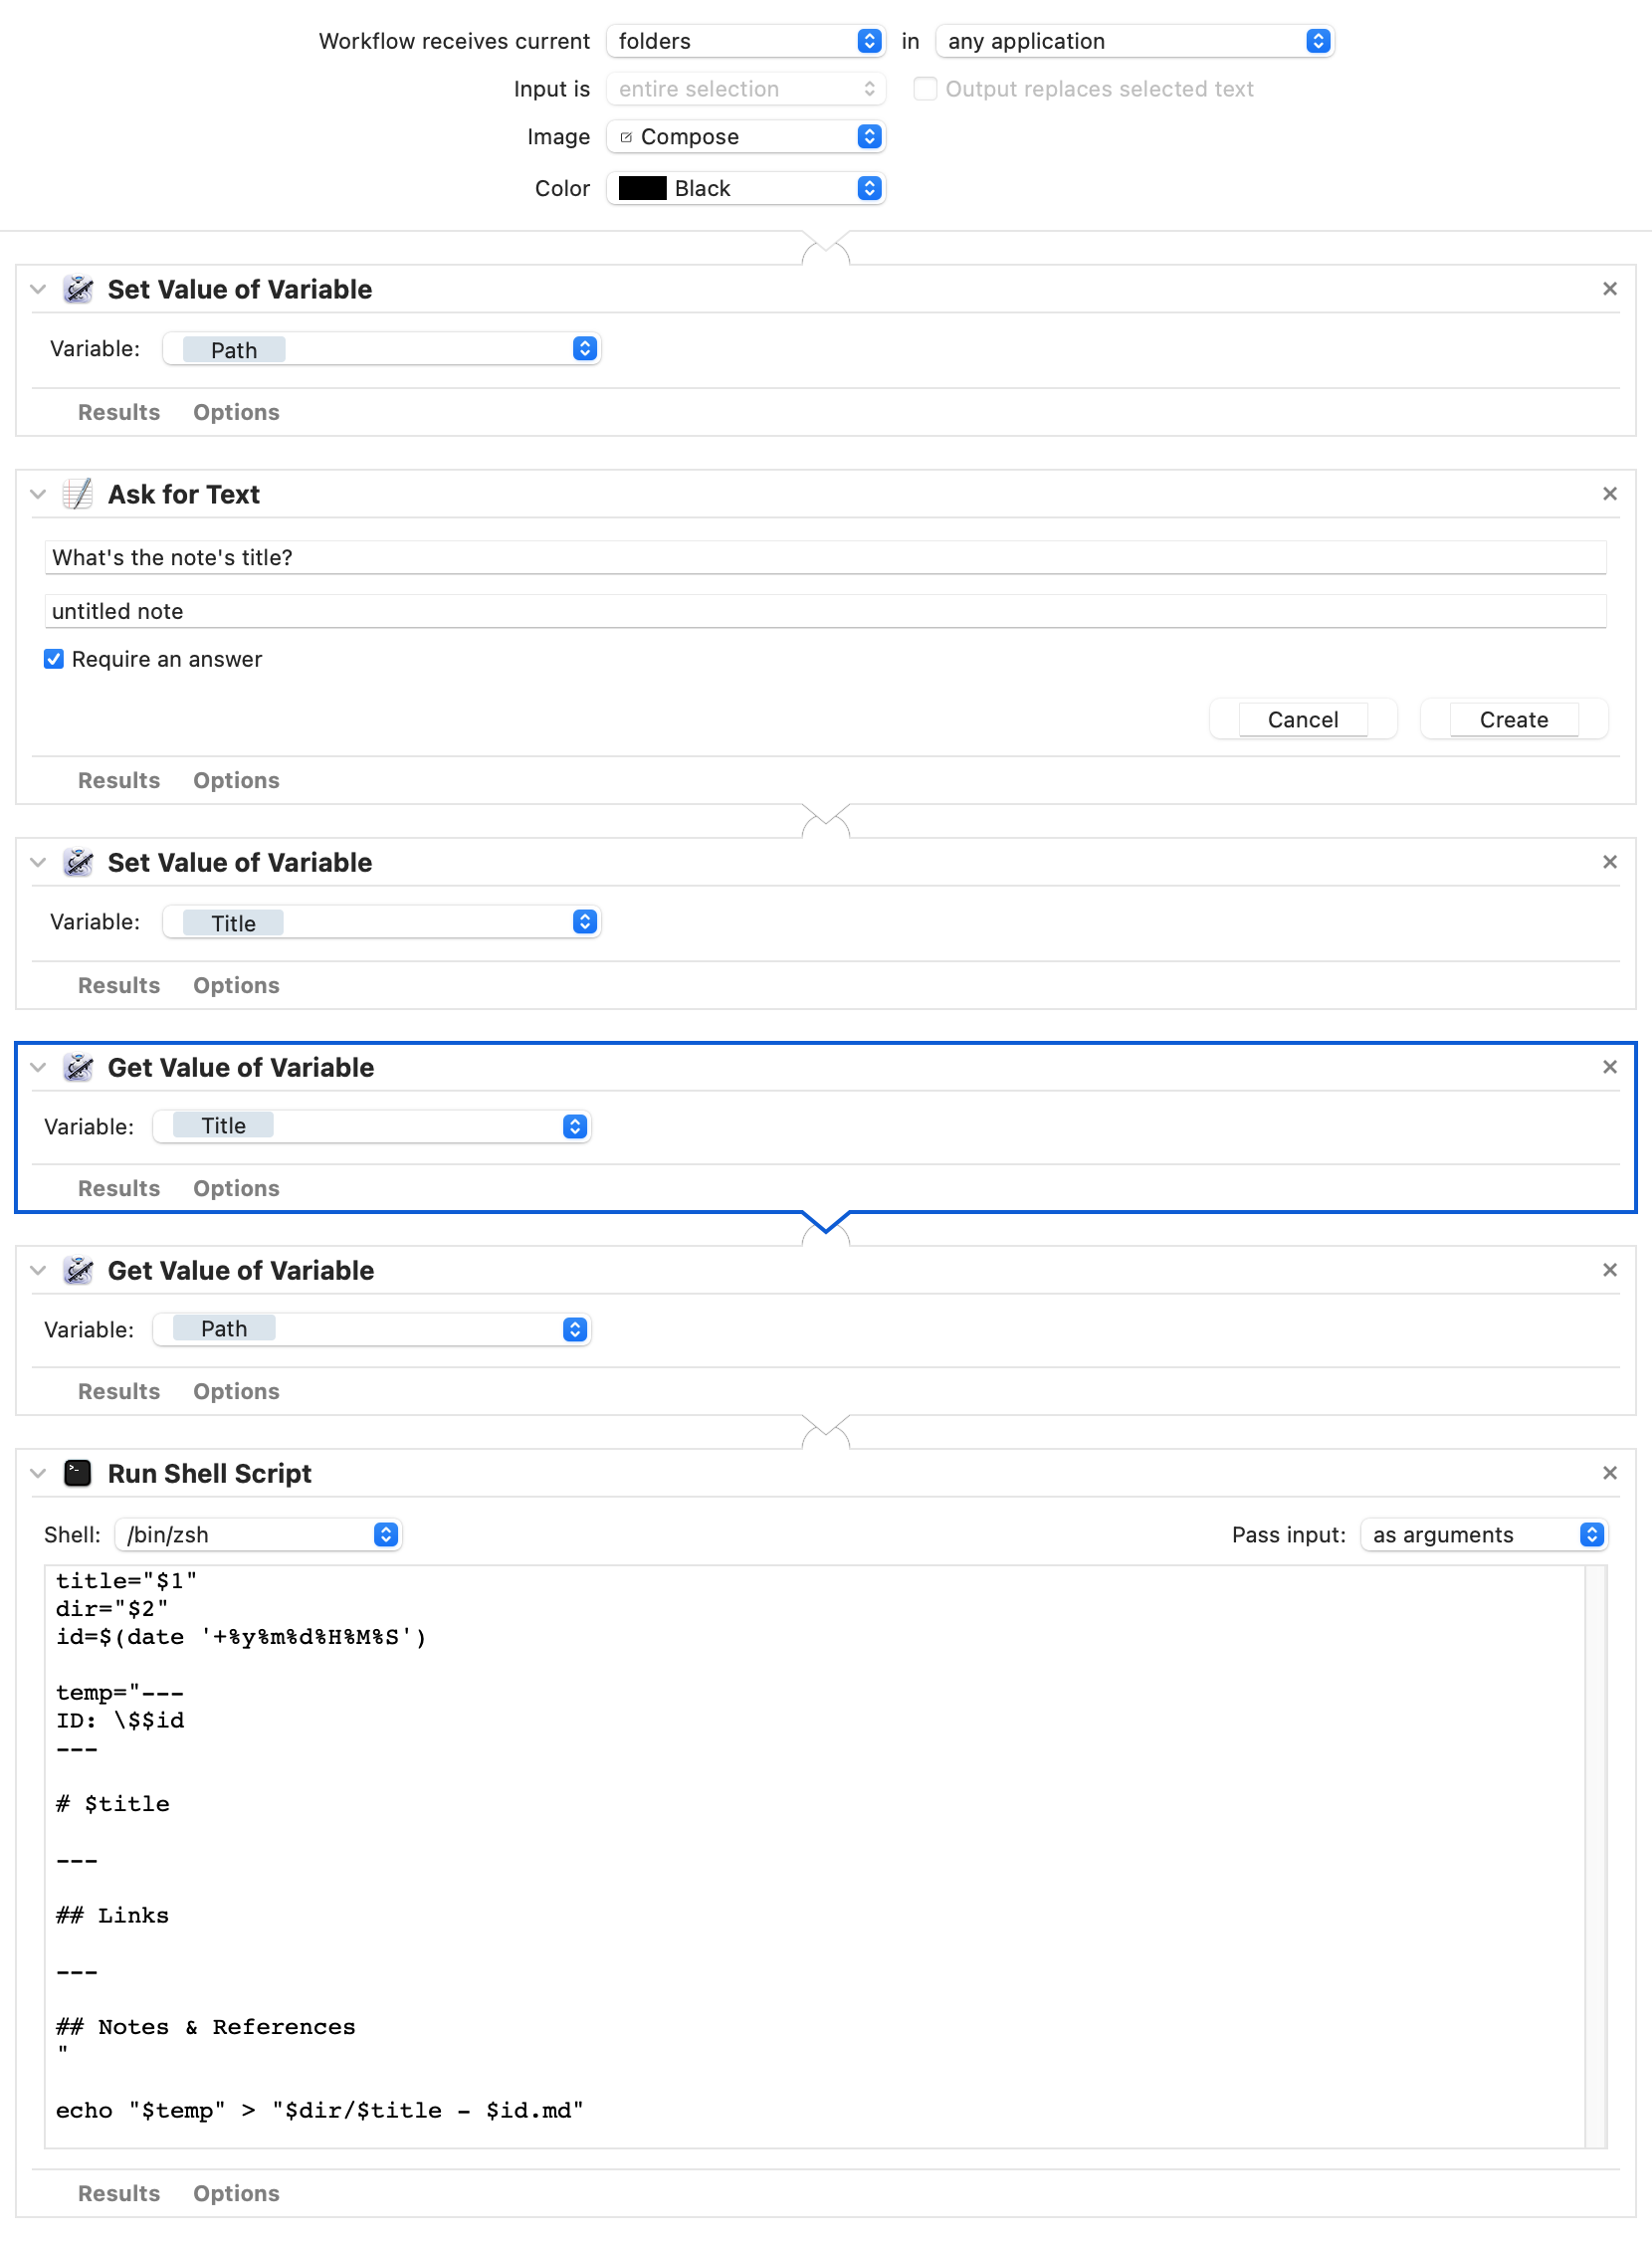 Workflow receives current folders in any application
Input is entire selection Output replaces selected text
Image Compose
Color Black
Set Value of Variable
Variable: Path
Results Options
Ask for Text
What's the note's title?
untitled note
Require an answer
Cancel Create
Results Options
Set Value of Variable
Variable: Title
Results Options
Get Value of Variable
Variable: Title
Results Options
Get Value of Variable
Variable: Path
Results Options
Run Shell Script
Shell: /bin/zsh Pass input: as arguments
title="$1"
dir="$2"
id=$(date '+%y%m%d%H%M%S')
temp="---
ID: \$$id
---
# $title
---
## Links
---
## Notes & References
"
echo "$temp" > "$dir/$title - $id.md"
Results Options